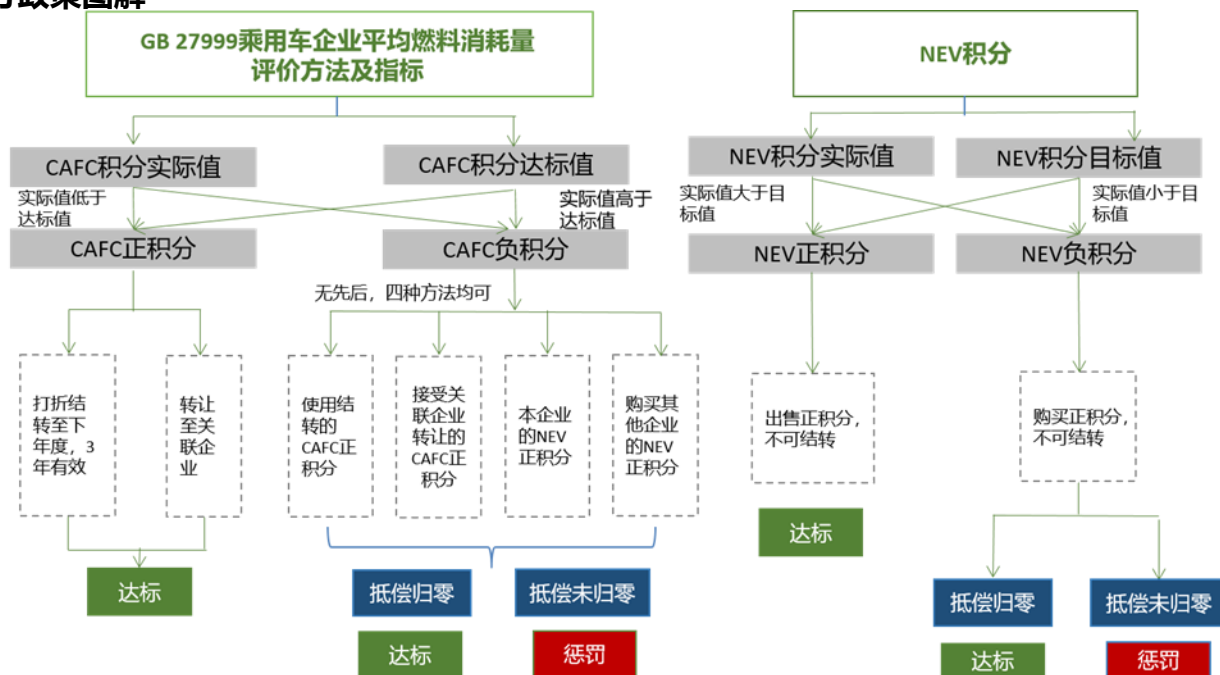 政策图解
GB 27999乘用车企业平均燃料消耗量
评价方法及指标
NEV积分
CAFC积分实际值
CAFC积分达标值
NEV积分实际值
NEV积分目标值
实际值低于
达标值
实际值高于
达标值
实际值大于目
标值
实际值小于目
标值
CAFC正积分
CAFC负积分
NEV正积分
NEV负积分
无先后，四种方法均可
打折结
转至下
年度，3
年有效
转让
至关
联企
业
使用结
转的
CAFC正
积分
接受关
联企业
转让的
CAFC正
积分
本企业
的NEV
正积分
购买其
他企业
的NEV
正积分
出售正积分，
不可结转
购买正积分，
不可结转
达标
抵偿归零
抵偿未归零
达标
惩罚
达标
抵偿归零
抵偿未归零
达标
惩罚